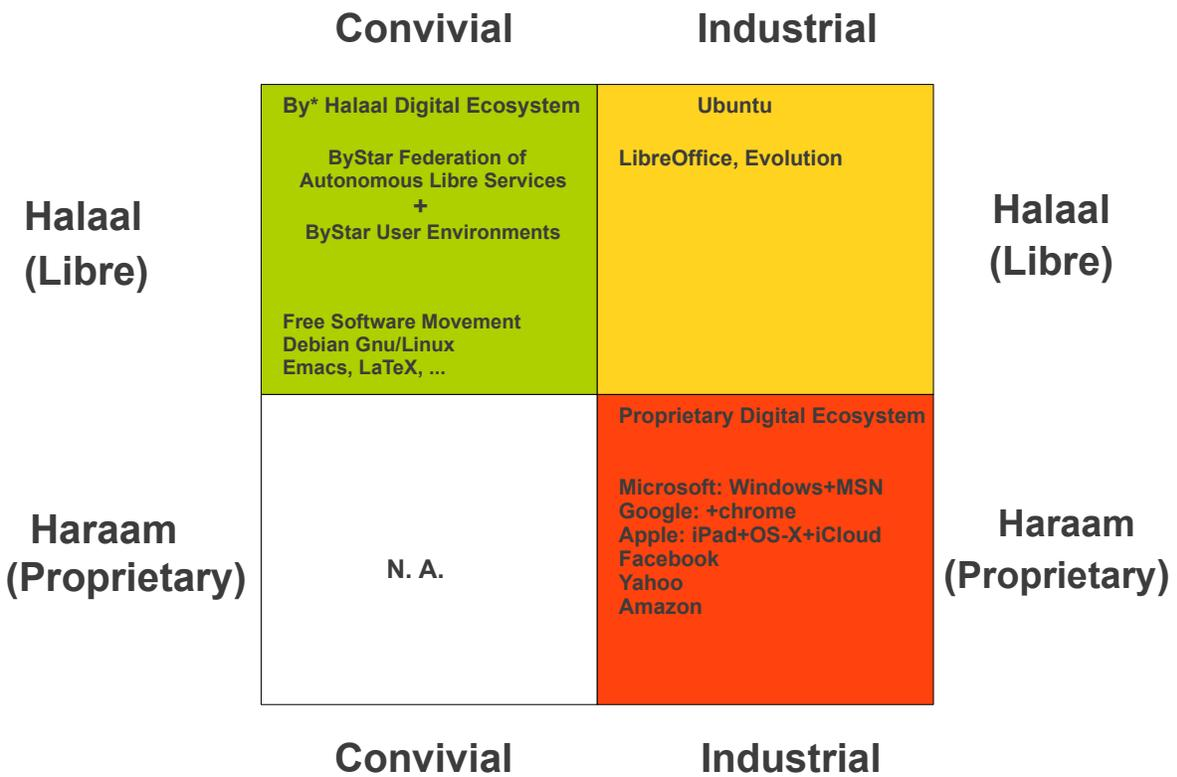 Convivial
Industrial
Halaal
(Libre)
By* Halaal Digital Ecosystem
ByStar Federation of
Autonomous Libre Services
+
ByStar User Environments
Free Software Movement
Debian Gnu/Linux
Emacs, LaTeX, ...
Ubuntu
LibreOffice, Evolution
Halaal
(Libre)
Haraam
(Proprietary)
N. A.
Proprietary Digital Ecosystem
Microsoft: Windows+MSN
Google: +chrome
Apple: iPad+OS-X+iCloud
Facebook
Yahoo
Amazon
Haraam
(Proprietary)
Convivial
Industrial